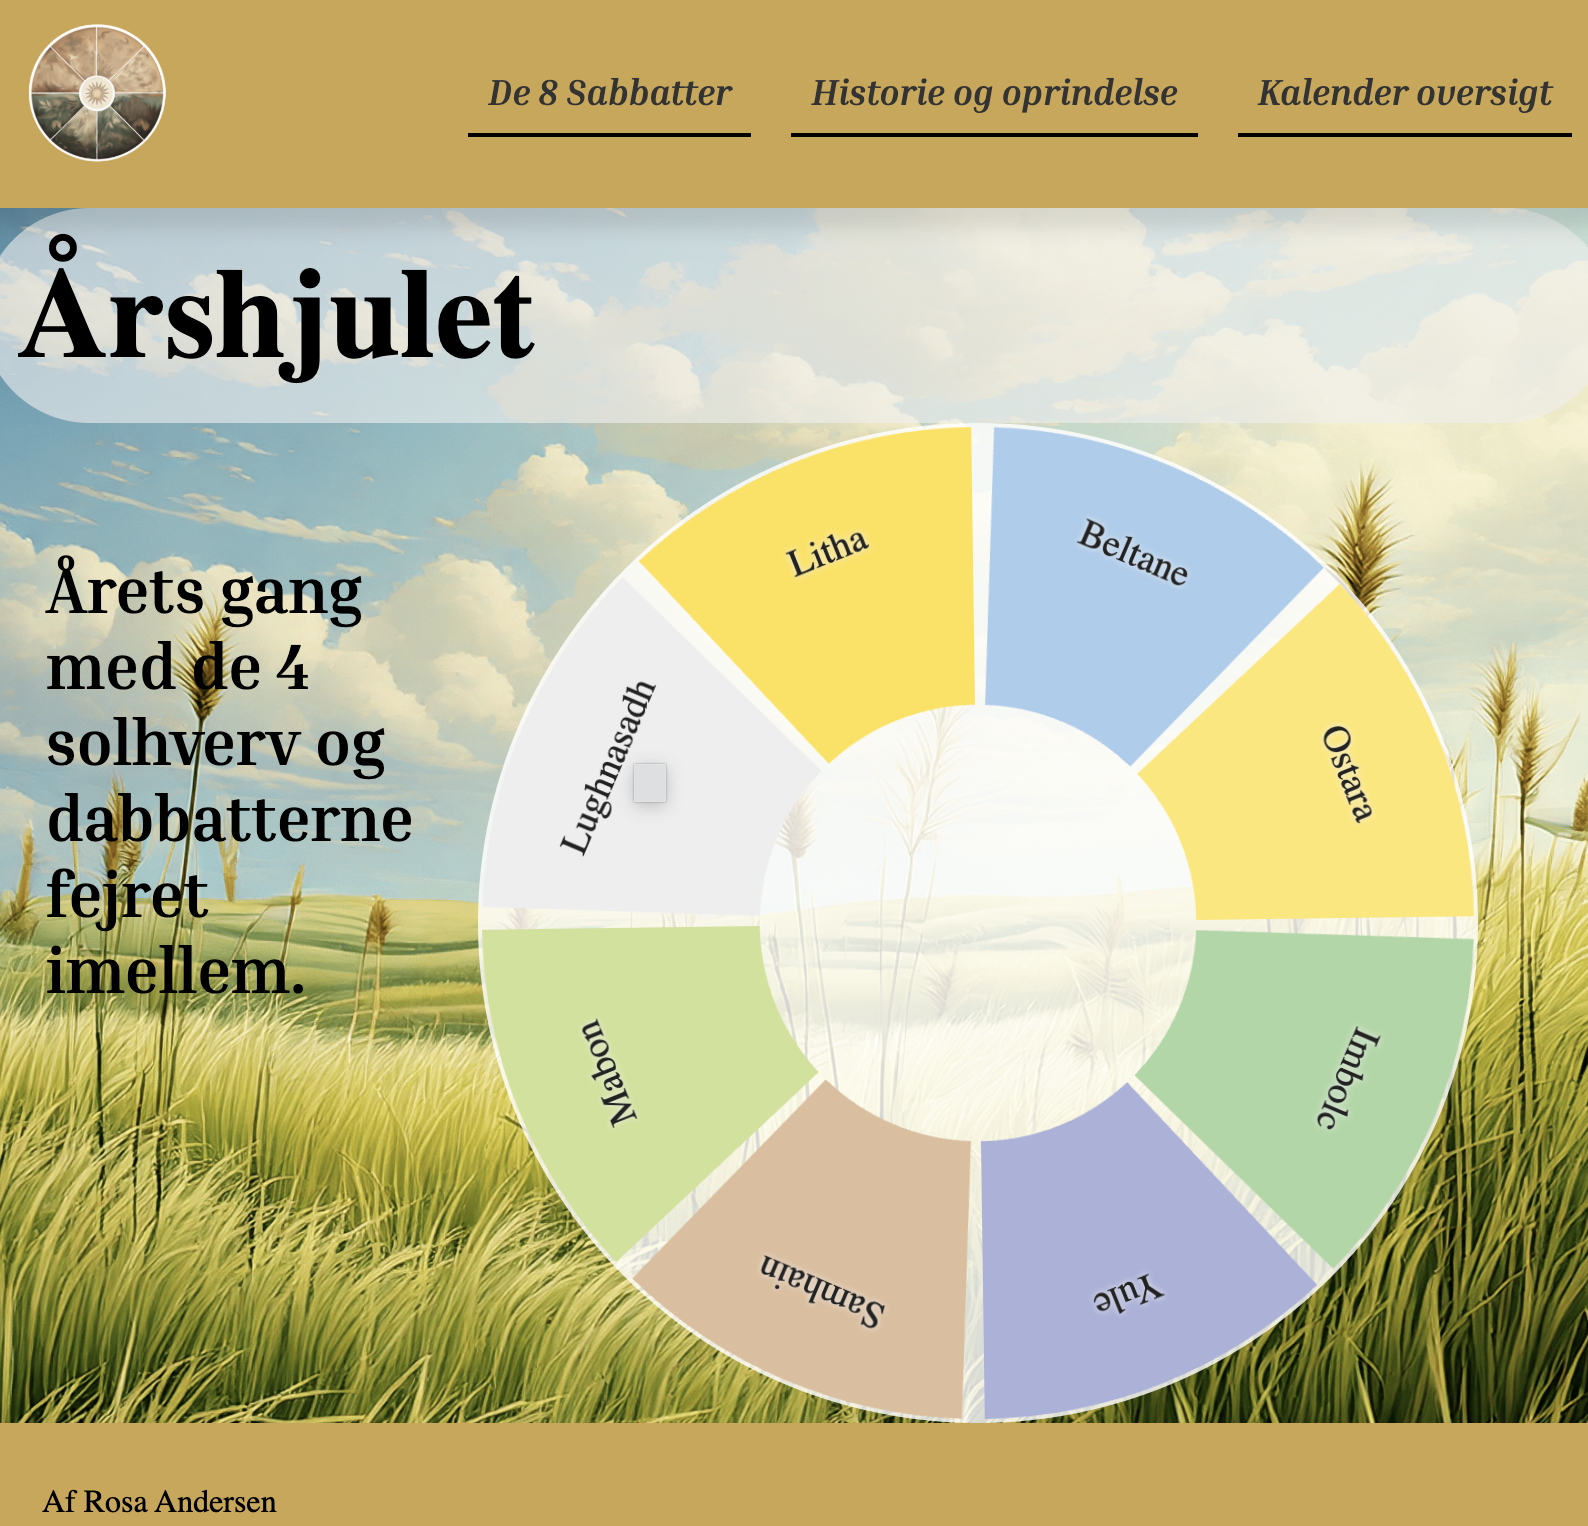 De 8 Sabbatter
Historie og oprindelse
Kalender oversigt
Årshjulet
Årets gang
med de 4
solhverv og
dabbatterne
fejret
imellem.
Litha
Beltane
Ostara
Imbolc
Yule
Samhain
Mabon
Lughnasadh
Af Rosa Andersen